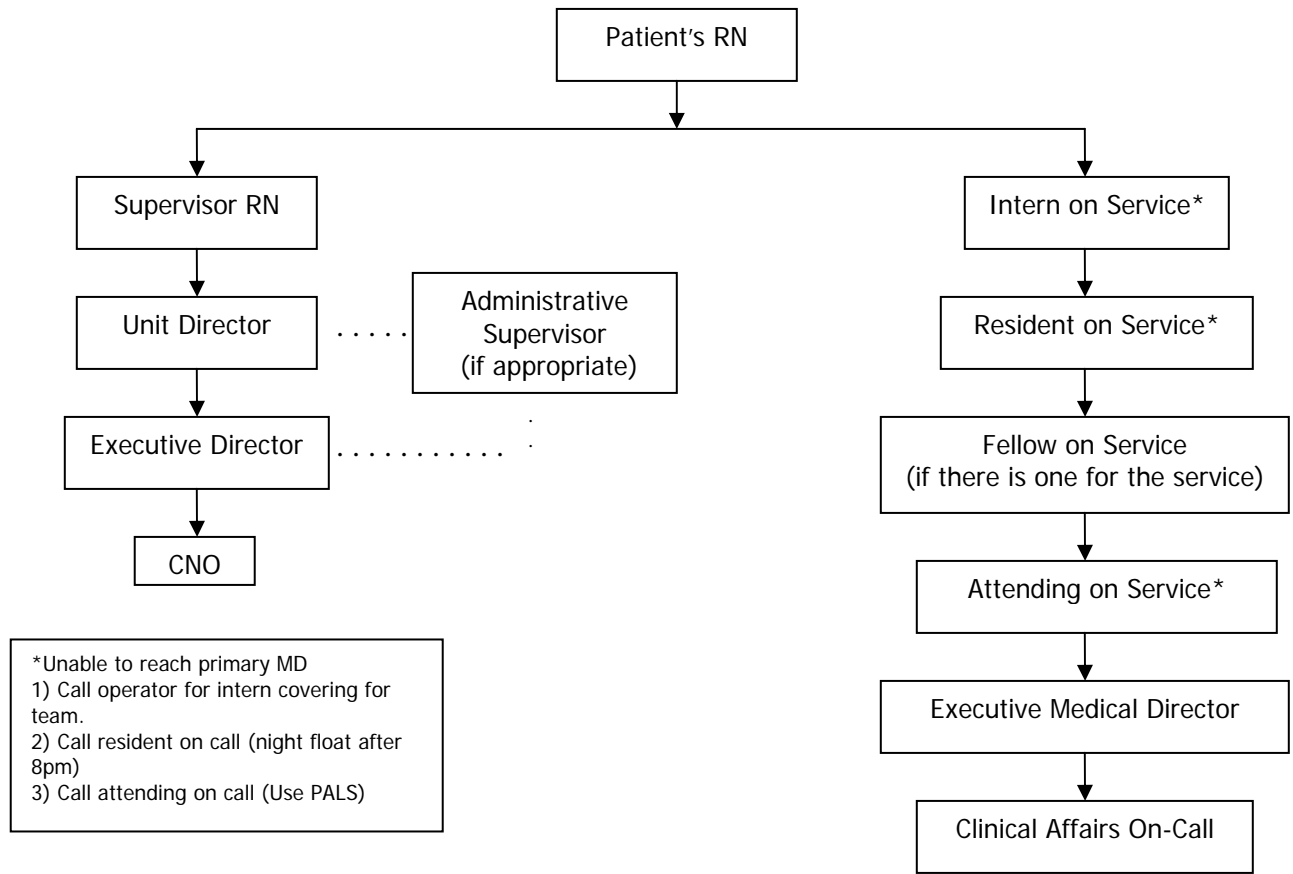 Patient's RN
Supervisor RN
Unit Director
Administrative
Supervisor
(if appropriate)
Executive Director
CNO
*Unable to reach primary MD
1) Call operator for intern covering for
team.
2) Call resident on call (night float after
8pm)
3) Call attending on call (Use PALS)
Intern on Service*
Resident on Service*
Fellow on Service
(if there is one for the service)
Attending on Service*
Executive Medical Director
Clinical Affairs On-Call